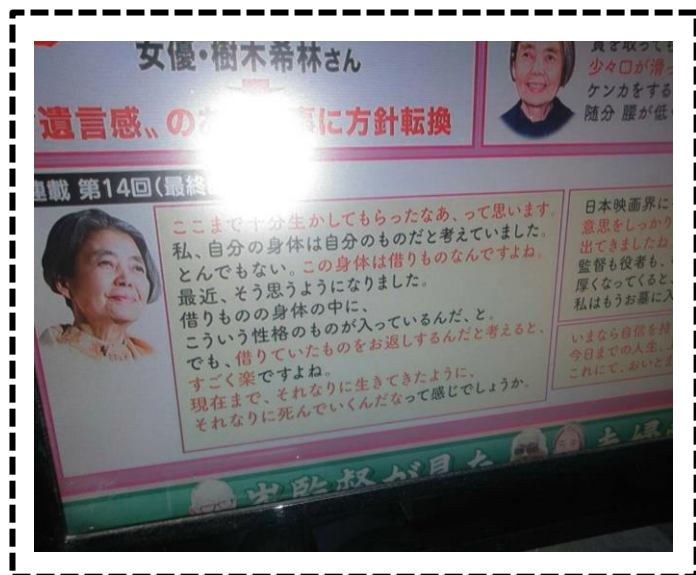 女優・樹木希林さん
遺言感〟の
に方針転換
少々口が滑っ
ケンカをする
随分 腰が低
連載 第14回(最終
ここまで十分生かしてもらったなあ、って思います。
私、自分の身体は自分のものだと考えていました。
とんでもない。この身体は借りものなんですよね。
最近、そう思うようになりました。
借りものの身体の中に、
こういう性格のものが入っているんだ、と。
でも、借りていたものをお返しするんだと考えると、
すごく楽ですよね。
現在まで、それなりに生きてきたように、
それなりに死んでいくんだなって感じでしょうか。
日本映画界に
意思をしっかり
出てきましたね
監督も役者も、
厚くなってくると、
私はもうお墓に入
いまなら自信を持
今日までの人生、
これにて、おいとま
監督が見た